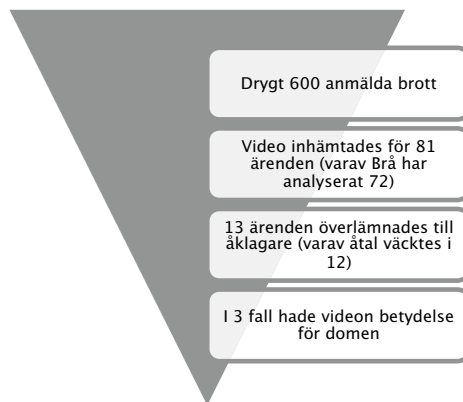 Drygt 600 anmälda brott
Video inhämtades för 81
ärenden (varav Brå har
analyserat 72)
13 ärenden överlämnades till
åklagare (varav åtal väcktes i
12)
I 3 fall hade videon betydelse
för domen